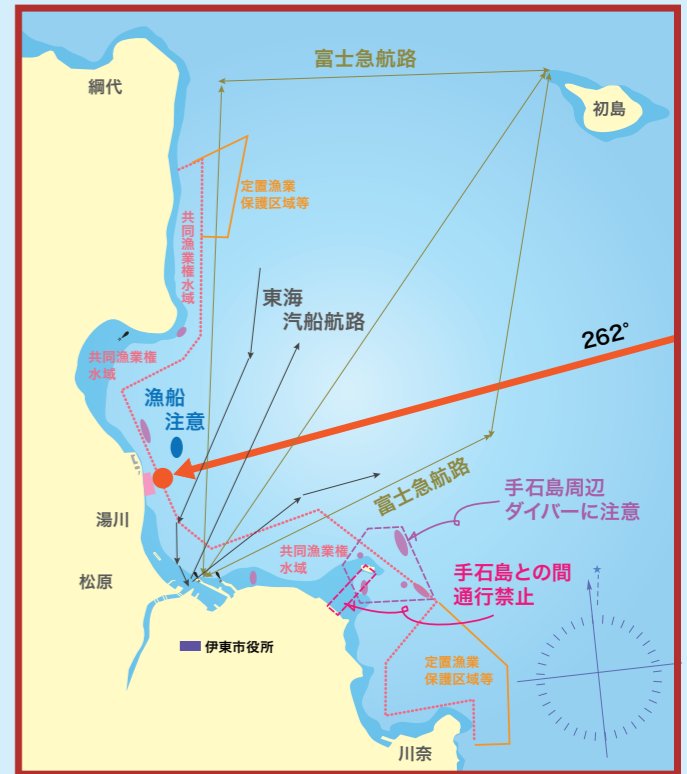 富士急航路
網代
初島
定置漁業
保護区域等
共同漁業権水域
東海
汽船航路
262°
共同漁業権
水域
漁船
注意
富士急航路
手石島周辺
ダイバーに注意
湯川
共同漁業権
水域
松原
手石島との間
通行禁止
伊東市役所
定置漁業
保護区域等
川奈